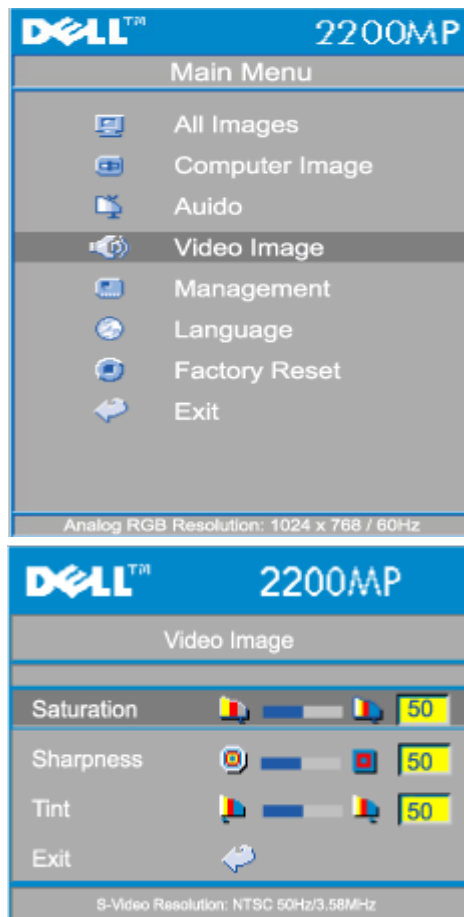 DELL™ 2200MP
Main Menu
All Images
Computer Image
Auido
Video Image
Management
Language
Factory Reset
Exit
Analog RGB Resolution: 1024 x 768 / 60Hz
DELL™ 2200MP
Video Image
Saturation 50
Sharpness 50
Tint 50
Exit
S-Video Resolution: NTSC 50Hz/3.58MHz